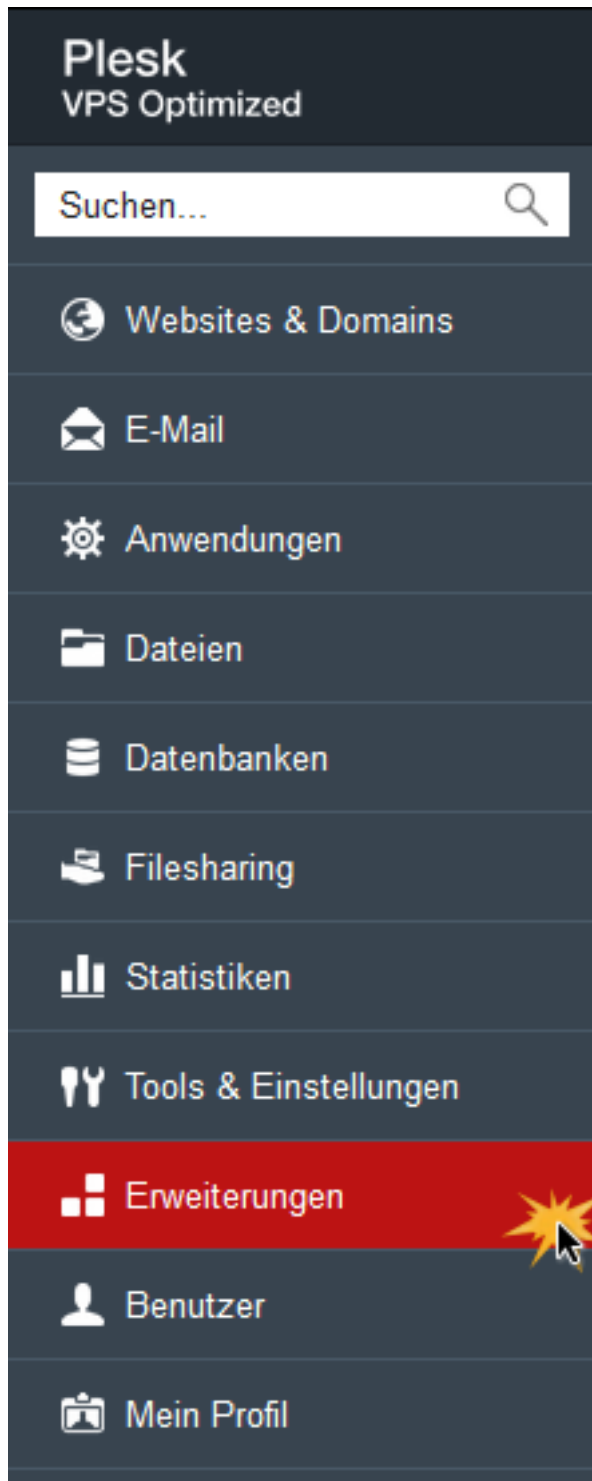 Plesk
VPS Optimized
Suchen...
Websites & Domains
E-Mail
Anwendungen
Dateien
Datenbanken
Filesharing
Statistiken
Tools & Einstellungen
Erweiterungen
Benutzer
Mein Profil